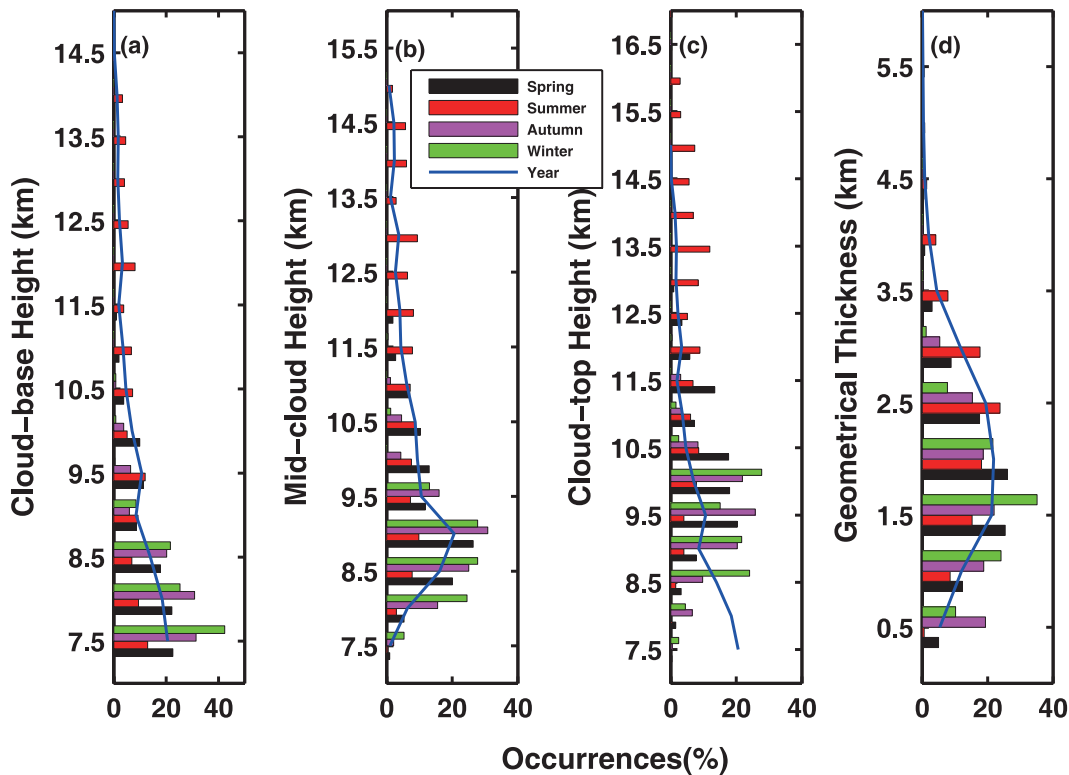 (a)
Cloud-base Height (km)
14.5
13.5
12.5
11.5
10.5
9.5
8.5
7.5
0 20 40
(b)
Mid-cloud Height (km)
15.5
14.5
13.5
12.5
11.5
10.5
9.5
8.5
7.5
0 20 40
Spring
Summer
Autumn
Winter
Year
(c)
Cloud-top Height (km)
16.5
15.5
14.5
13.5
12.5
11.5
10.5
9.5
8.5
7.5
0 20 40
(d)
Geometrical Thickness (km)
5.5
4.5
3.5
2.5
1.5
0.5
0 20 40
Occurrences(%)